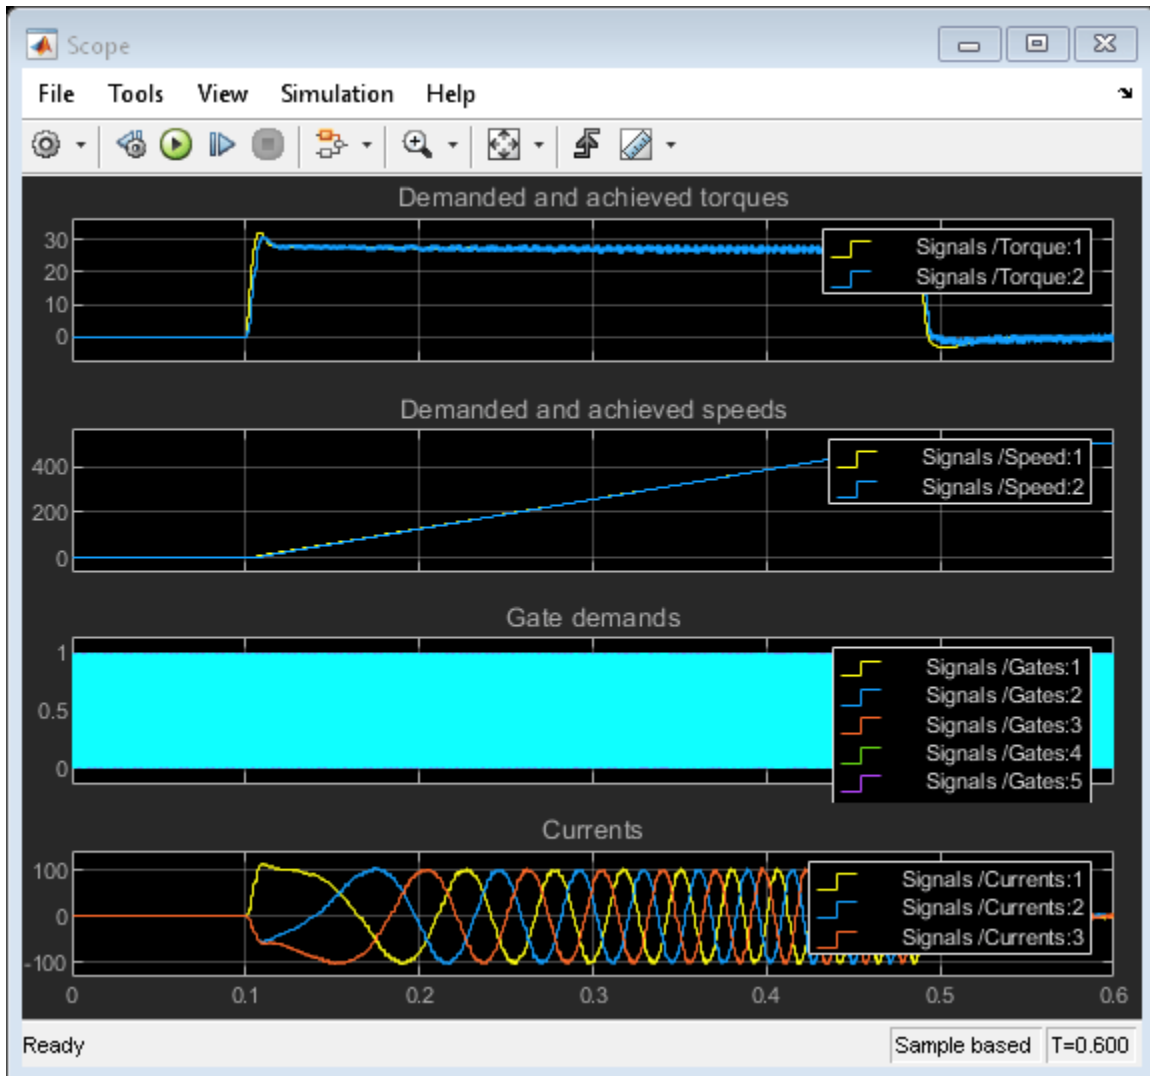 Scope
File Tools View Simulation Help
Demanded and achieved torques
30
20
10
0
Signals /Torque:1
Signals /Torque:2
Demanded and achieved speeds
400
200
0
Signals /Speed:1
Signals /Speed:2
Gate demands
1
0.5
0
Signals /Gates:1
Signals /Gates:2
Signals /Gates:3
Signals /Gates:4
Signals /Gates:5
Currents
100
0
-100
Signals /Currents:1
Signals /Currents:2
Signals /Currents:3
0 0.1 0.2 0.3 0.4 0.5 0.6
Ready Sample based T=0.600